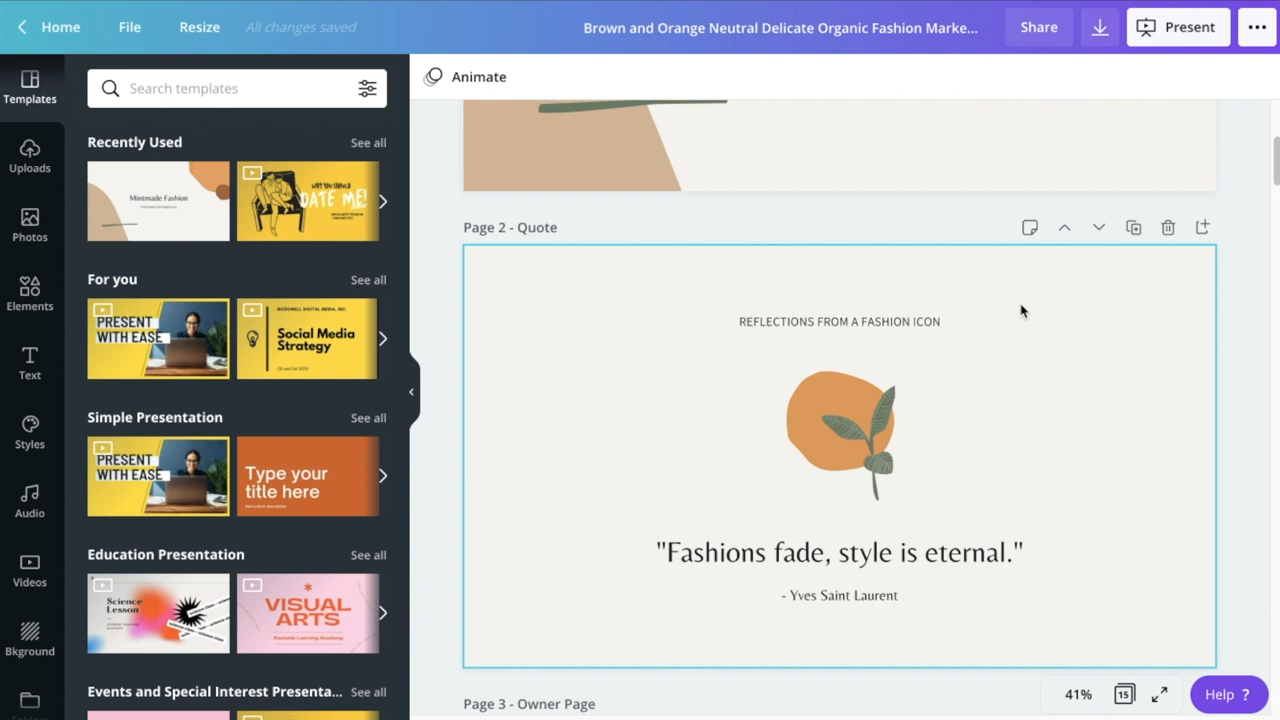 Home File Resize All changes saved Brown and Orange Neutral Delicate Organic Fashion Marke... Share Present
Templates
Uploads
Photos
Elements
Text
Styles
Audio
Videos
Bkground
Search templates
Recently Used See all
Mintmade Fashion
WHY YOU SHOULD
DATE ME!
For you See all
PRESENT
WITH EASE
Social Media
Strategy
Simple Presentation See all
PRESENT
WITH EASE
Type your
title here
Education Presentation See all
Science
Lesson
VISUAL
ARTS
Events and Special Interest Presenta... See all
Animate
Page 2 - Quote
REFLECTIONS FROM A FASHION ICON
"Fashions fade, style is eternal."
- Yves Saint Laurent
Page 3 - Owner Page
41% 15 Help ?